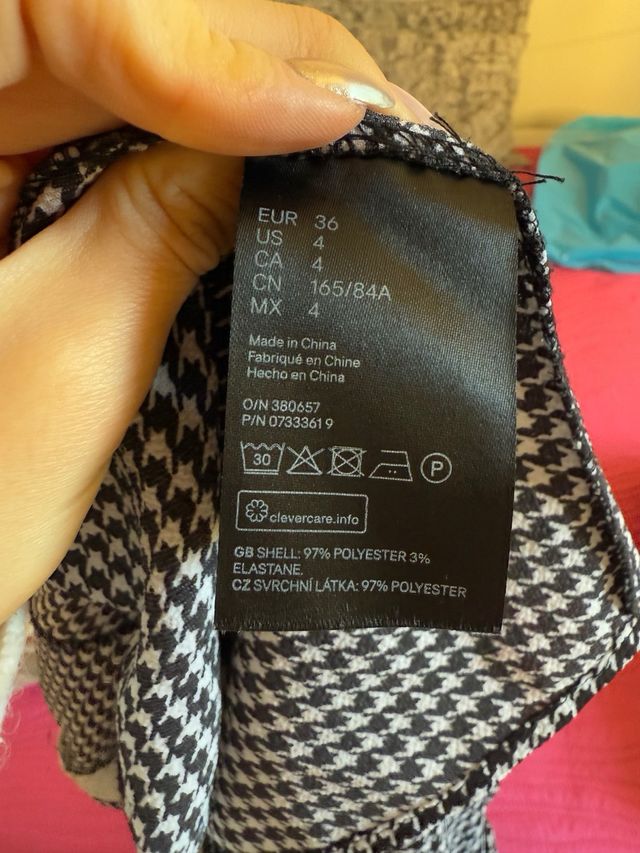 EUR 36
US 4
CA 4
CN 165/84A
MX 4
Made in China
Fabriqué en Chine
Hecho en China
O/N 380657
P/N 07333619
30
P
clevercare.info
GB SHELL: 97% POLYESTER 3%
ELASTANE.
CZ SVRCHNÍ LÁTKA: 97% POLYESTER